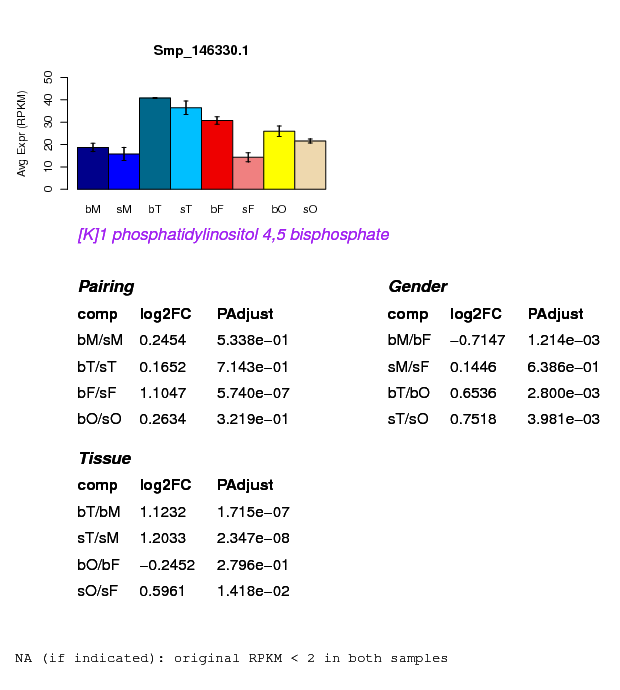 Smp_146330.1
Avg Expr (RPKM)
50
40
30
20
10
0
bM sM bT sT bF sF bO sO
[K]1 phosphatidylinositol 4,5 bisphosphate
Pairing
comp log2FC PAdjust
bM/sM 0.2454 5.338e−01
bT/sT 0.1652 7.143e−01
bF/sF 1.1047 5.740e−07
bO/sO 0.2634 3.219e−01
Gender
comp log2FC PAdjust
bM/bF −0.7147 1.214e−03
sM/sF 0.1446 6.386e−01
bT/bO 0.6536 2.800e−03
sT/sO 0.7518 3.981e−03
Tissue
comp log2FC PAdjust
bT/bM 1.1232 1.715e−07
sT/sM 1.2033 2.347e−08
bO/bF −0.2452 2.796e−01
sO/sF 0.5961 1.418e−02
NA (if indicated): original RPKM < 2 in both samples